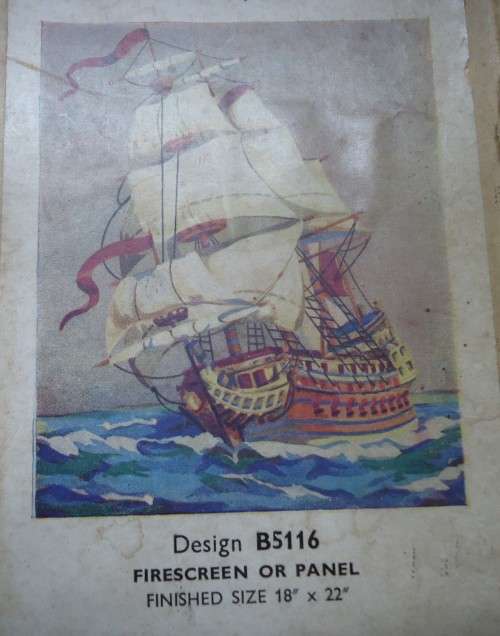 Design B5116
FIRESCREEN OR PANEL
FINISHED SIZE 18" x 22"